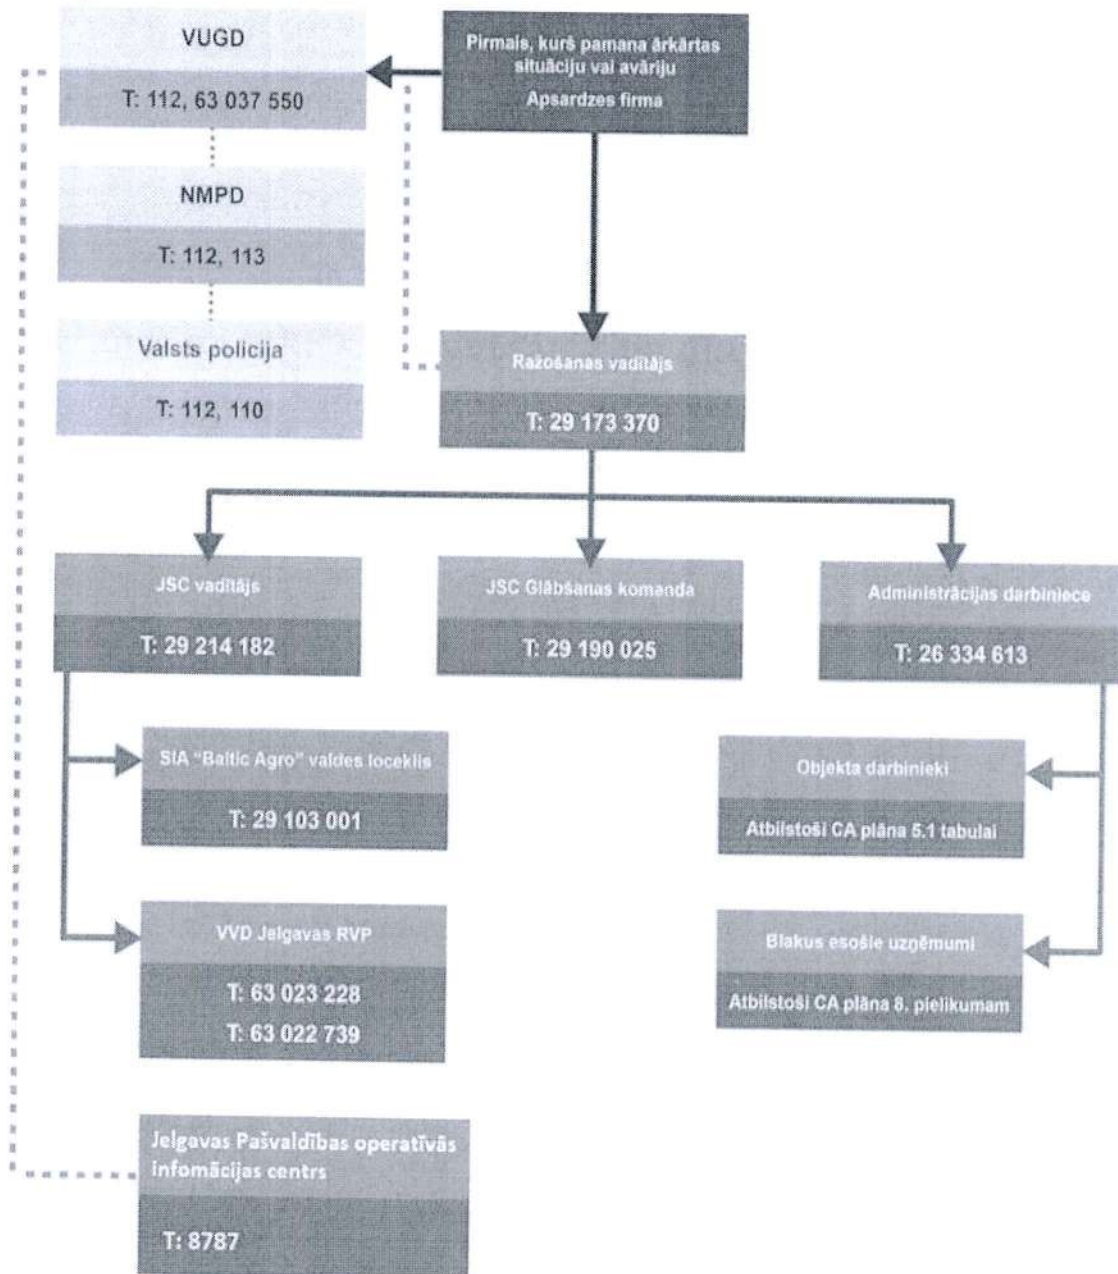 VUGD
T: 112, 63 037 550
Pirmais, kurš pamana ārkārtas
situāciju vai avāriju
Apsardzes firma
NMPD
T: 112, 113
Valsts policija
T: 112, 110
Ražošanas vadītājs
T: 29 173 370
JSC vadītājs
T: 29 214 182
JSC Glābšanas komanda
T: 29 190 025
Administrācijas darbiniece
T: 26 334 613
SIA "Baltic Agro" valdes loceklis
T: 29 103 001
VVD Jelgavas RVP
T: 63 023 228
T: 63 022 739
Objekta darbinieki
Atbilstoši CA plāna 5.1 tabulai
Blakus esošie uzņēmumi
Atbilstoši CA plāna 8. pielikumam
Jelgavas Pašvaldības operatīvās
infomācijas centrs
T: 8787